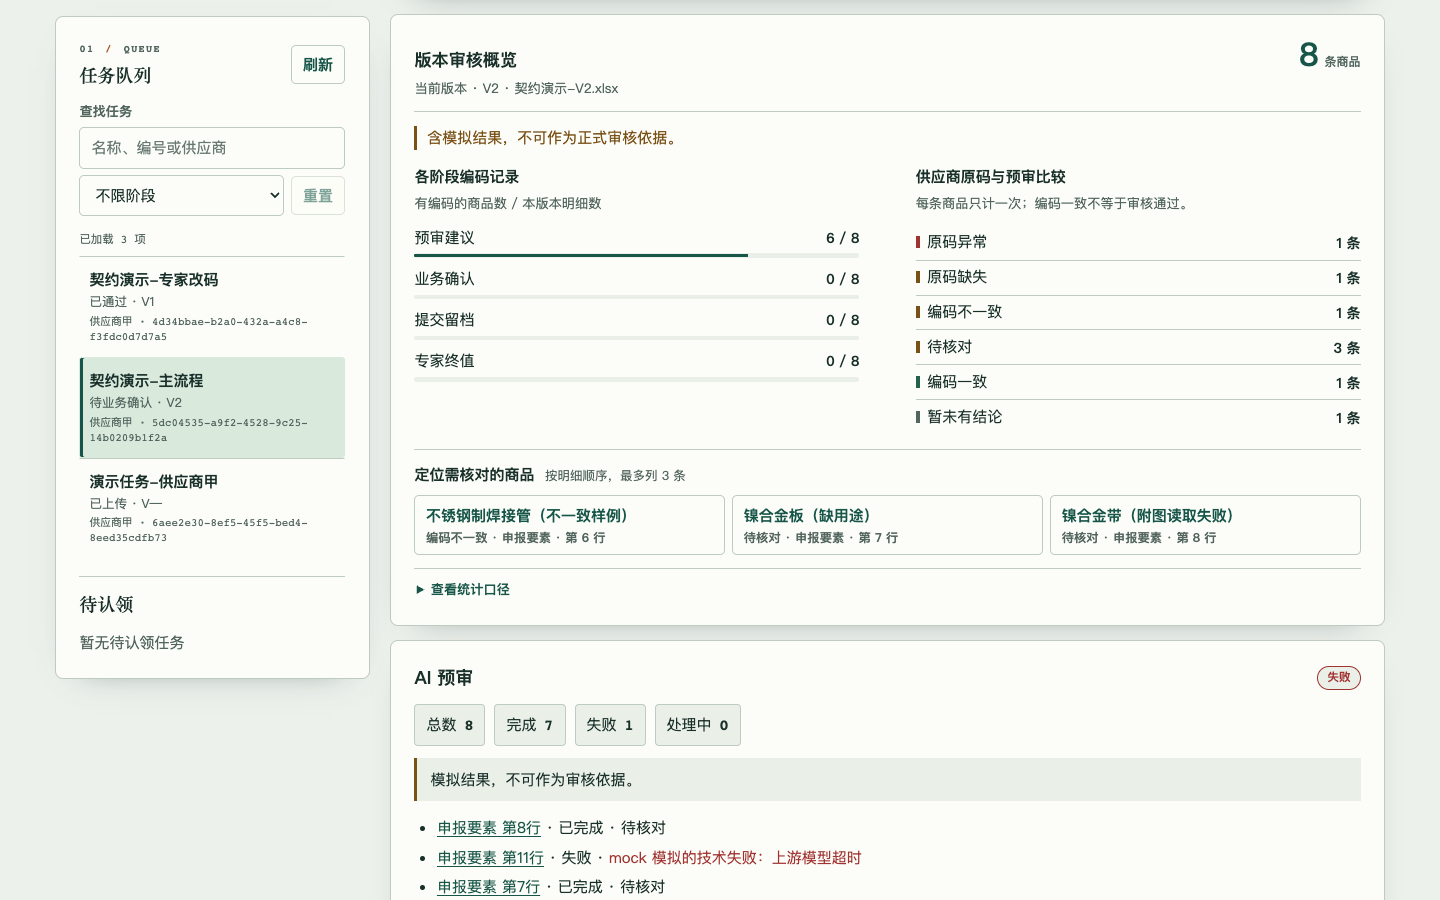 01 / QUEUE
任务队列
刷新
查找任务
名称、编号或供应商
不限阶段
重置
已加载 3 项
契约演示-专家改码
已通过 · V1
供应商甲 · 4d34bbae-b2a0-432a-a4c8-
f3fdc0d7d7a5
契约演示-主流程
待业务确认 · V2
供应商甲 · 5dc04535-a9f2-4528-9c25-
14b0209b1f2a
演示任务-供应商甲
已上传 · V—
供应商甲 · 6aee2e30-8ef5-45f5-bed4-
8eed35cdfb73
待认领
暂无待认领任务
版本审核概览
8 条商品
当前版本 · V2 · 契约演示-V2.xlsx
含模拟结果，不可作为正式审核依据。
各阶段编码记录
有编码的商品数 / 本版本明细数
预审建议 6 / 8
业务确认 0 / 8
提交留档 0 / 8
专家终值 0 / 8
供应商原码与预审比较
每条商品只计一次；编码一致不等于审核通过。
原码异常 1 条
原码缺失 1 条
编码不一致 1 条
待核对 3 条
编码一致 1 条
暂未有结论 1 条
定位需核对的商品 按明细顺序，最多列 3 条
不锈钢制焊接管（不一致样例）
编码不一致 · 申报要素 · 第 6 行
镍合金板（缺用途）
待核对 · 申报要素 · 第 7 行
镍合金带（附图读取失败）
待核对 · 申报要素 · 第 8 行
▶ 查看统计口径
AI 预审
失败
总数 8
完成 7
失败 1
处理中 0
模拟结果，不可作为审核依据。
• 申报要素 第8行 · 已完成 · 待核对
• 申报要素 第11行 · 失败 · mock 模拟的技术失败：上游模型超时
• 申报要素 第7行 · 已完成 · 待核对